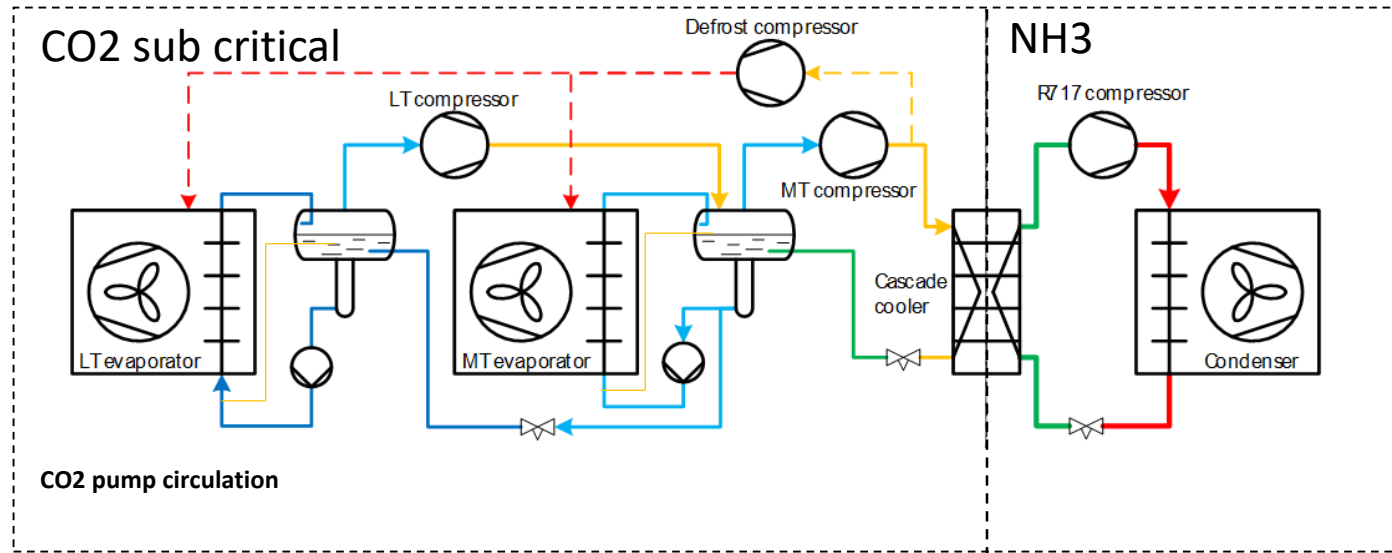 CO2 sub critical
NH3
Defrost compressor
LT compressor
R717 compressor
MT compressor
Cascade
cooler
LT evaporator
MT evaporator
Condenser
CO2 pump circulation